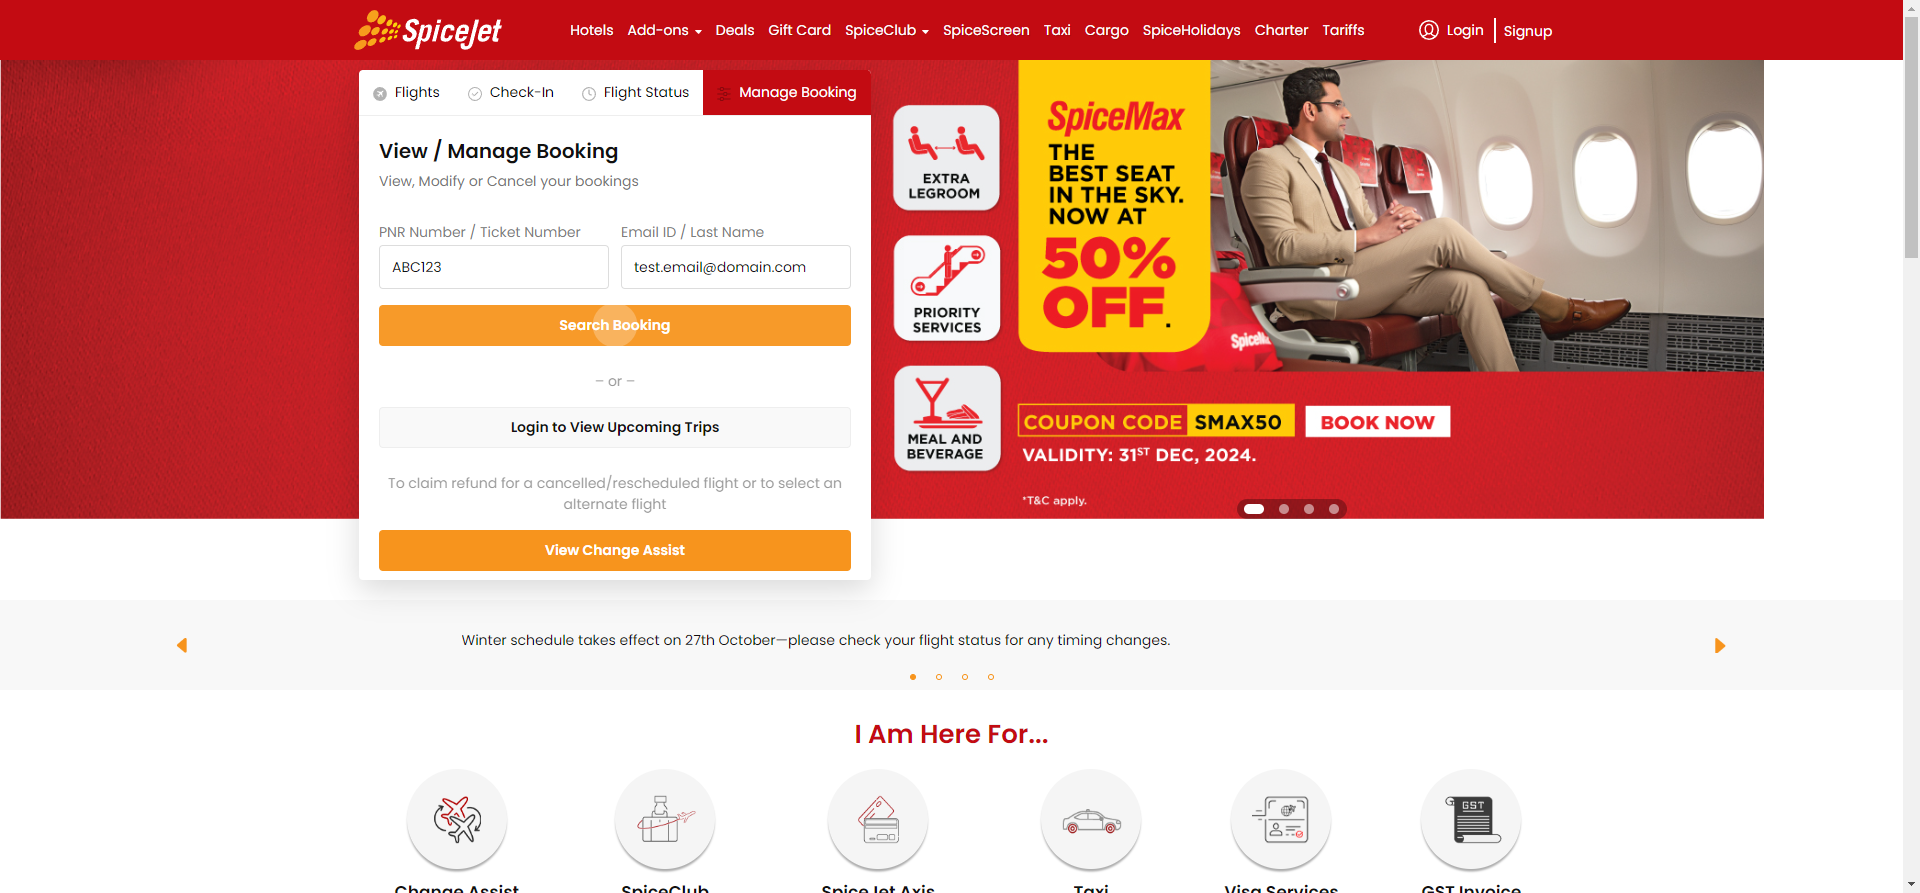 SpiceJet
Hotels
Add-ons
Deals
Gift Card
SpiceClub
SpiceScreen
Taxi
Cargo
SpiceHolidays
Charter
Tariffs
Login
Signup
Flights
Check-In
Flight Status
Manage Booking
View / Manage Booking
View, Modify or Cancel your bookings
PNR Number / Ticket Number
Email ID / Last Name
ABC123
test.email@domain.com
Search Booking
– or –
Login to View Upcoming Trips
To claim refund for a cancelled/rescheduled flight or to select an
alternate flight
View Change Assist
EXTRA
LEGROOM
PRIORITY
SERVICES
MEAL AND
BEVERAGE
SpiceMax
THE
BEST SEAT
IN THE SKY.
NOW AT
50%
OFF.
COUPON CODE SMAX50
BOOK NOW
VALIDITY: 31ST DEC, 2024.
*T&C apply.
Winter schedule takes effect on 27th October—please check your flight status for any timing changes.
I Am Here For...
GST
Change Assist
SpiceClub
SpiceJet Axis
Taxi
Visa Services
GST Invoice